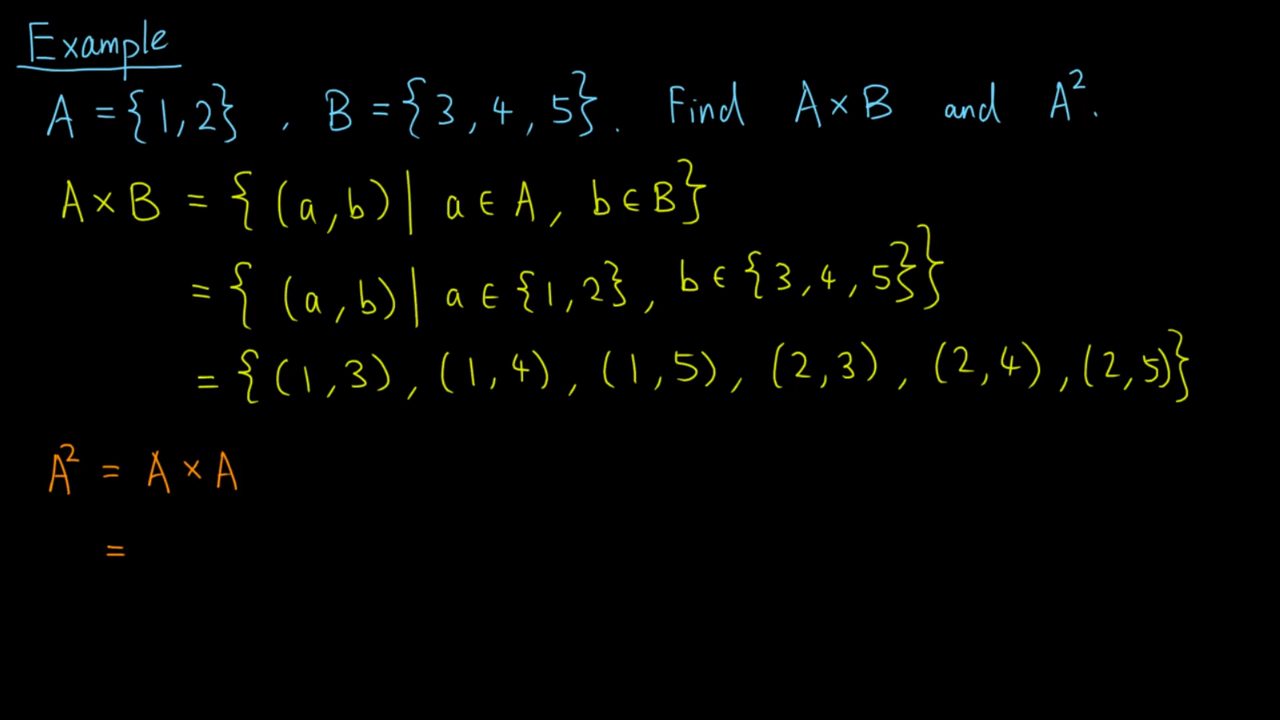 Example
A = {1,2} , B = {3, 4, 5}. Find A×B and A².
A×B = { (a,b) | a ∈ A, b ∈ B}
= { (a,b) | a ∈ {1,2}, b ∈ {3,4,5}}
= {(1,3), (1,4), (1,5), (2,3), (2,4), (2,5)}
A² = A × A
=